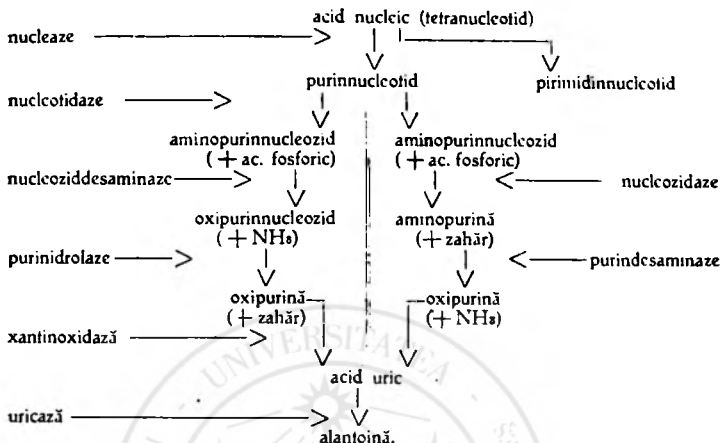 acid nucleic (tetranucleotid)
nucleaze
purinnucleotid pirimidinnucleotid
nucleotidaze
aminopurinnucleozid aminopurinnucleozid
(+ ac. fosforic) (+ ac. fosforic)
nucleoziddesaminaze nucleozidaze
oxipurinnucleozid aminopurină
(+ NH3) (+ zahăr)
purinidrolaze purindesaminaze
oxipurină oxipurină
(+ zahăr) (+ NH3)
xantinoxidază
UNIVERSITATEA
acid uric
uricază
alantoină.